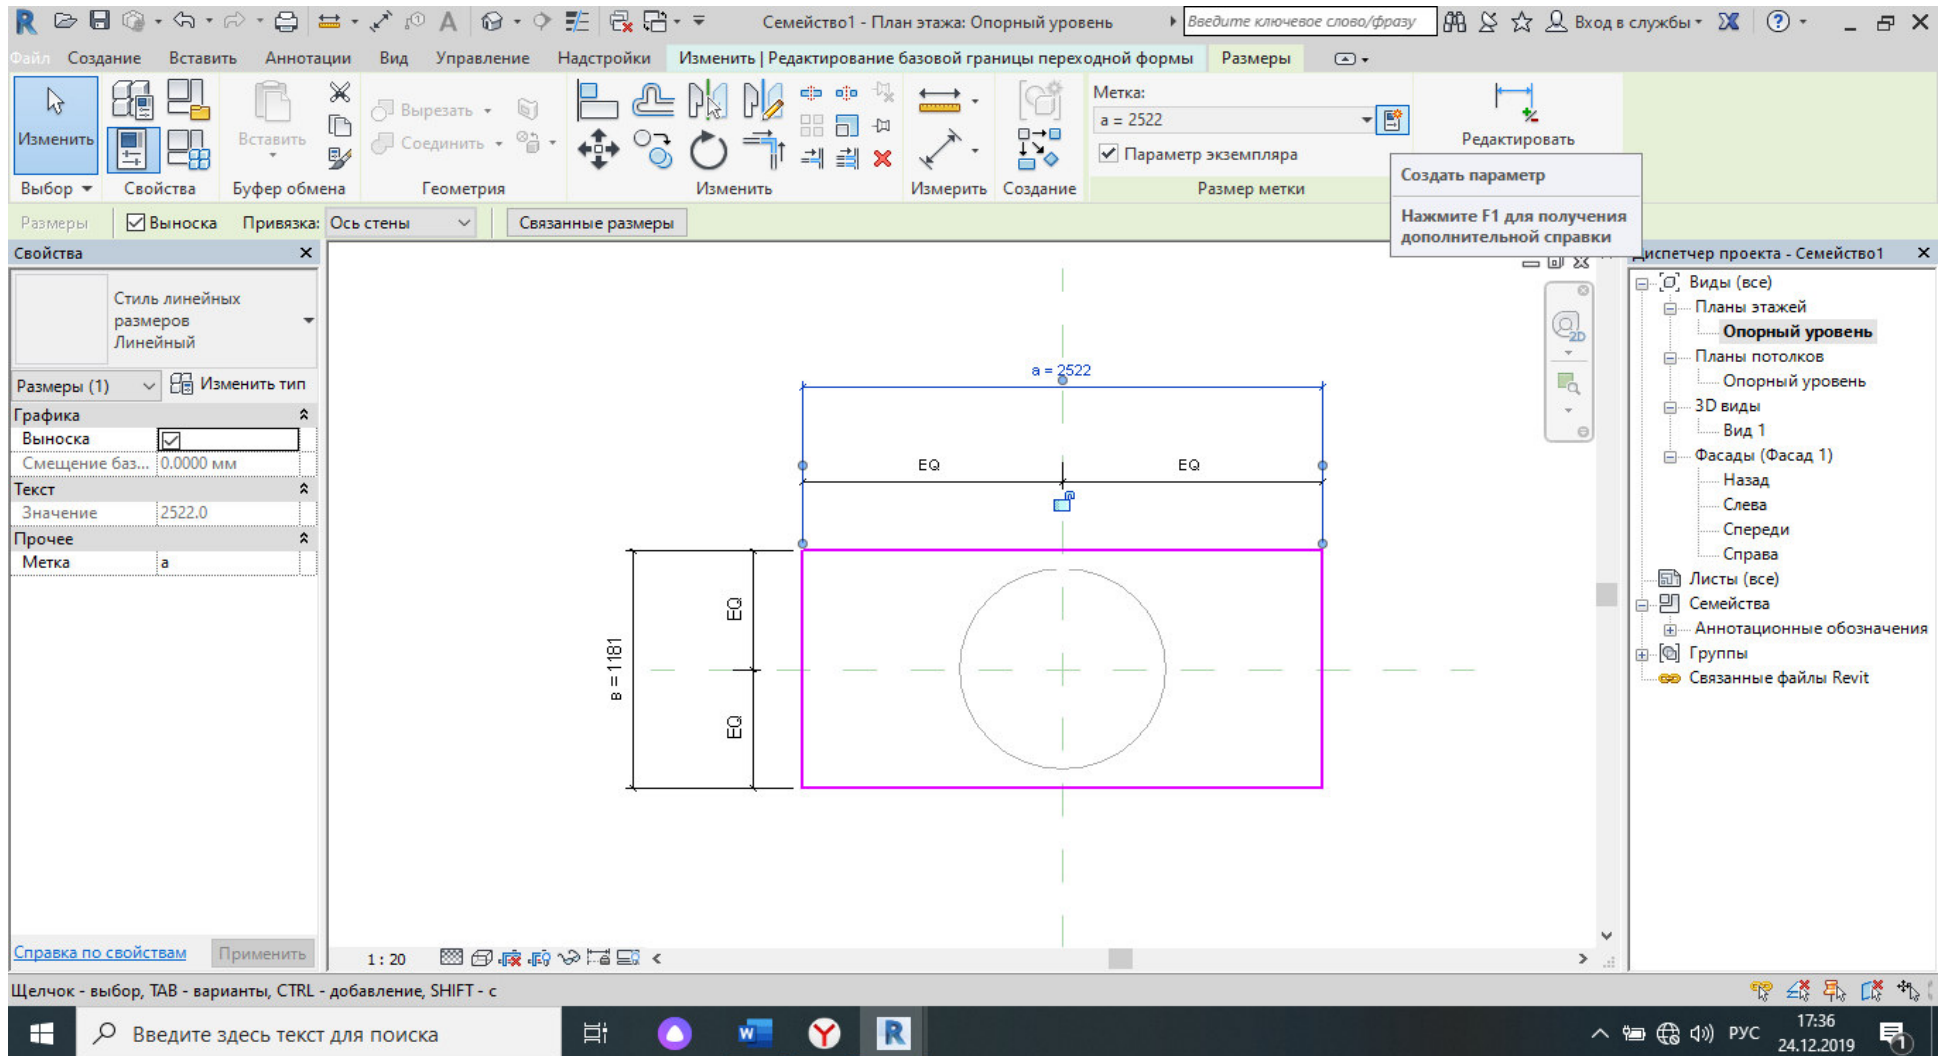 Семейство1 - План этажа: Опорный уровень
Введите ключевое слово/фразу
Вход в службы
Файл Создание Вставить Аннотации Вид Управление Надстройки Изменить | Редактирование базовой границы переходной формы Размеры
Изменить
Вставить
Вырезать
Соединить
Метка:
a = 2522
Параметр экземпляра
Редактировать
Выбор Свойства Буфер обмена Геометрия Изменить Измерить Создание Размер метки
Создать параметр
Нажмите F1 для получения
дополнительной справки
Размеры Выноска Привязка: Ось стены Связанные размеры
Свойства
Стиль линейных
размеров
Линейный
Размеры (1) Изменить тип
Графика
Выноска
Смещение баз... 0.0000 мм
Текст
Значение 2522.0
Прочее
Метка a
Справка по свойствам Применить
2D
a = 2522
EQ EQ
EQ
в = 1181
EQ
1 : 20
Диспетчер проекта - Семейство1
Виды (все)
Планы этажей
Опорный уровень
Планы потолков
Опорный уровень
3D виды
Вид 1
Фасады (Фасад 1)
Назад
Слева
Спереди
Справа
Листы (все)
Семейства
Аннотационные обозначения
Группы
Связанные файлы Revit
Щелчок - выбор, TAB - варианты, CTRL - добавление, SHIFT - с
Введите здесь текст для поиска
РУС
17:36
24.12.2019
1